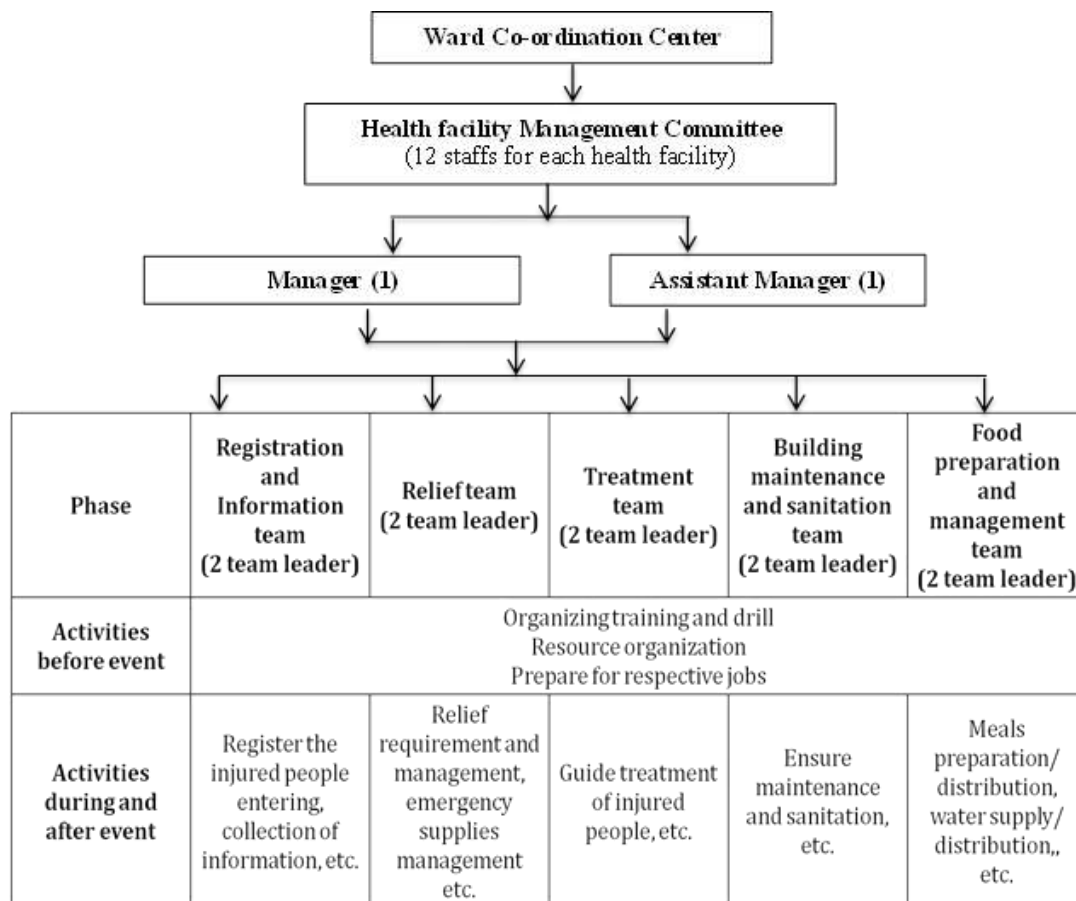 Ward Co-ordination Center
Health facility Management Committee
(12 staffs for each health facility)
Manager (1)
Assistant Manager (1)
Phase
Registration
and
Information
team
(2 team leader)
Relief team
(2 team leader)
Treatment
team
(2 team leader)
Building
maintenance
and sanitation
team
(2 team leader)
Food
preparation
and
management
team
(2 team leader)
Activities
before event
Organizing training and drill
Resource organization
Prepare for respective jobs
Activities
during and
after event
Register the
injured people
entering,
collection of
information, etc.
Relief
requirement and
management,
emergency
supplies
management
etc.
Guide treatment
of injured
people, etc.
Ensure
maintenance
and sanitation,
etc.
Meals
preparation/
distribution,
water supply/
distribution,,
etc.